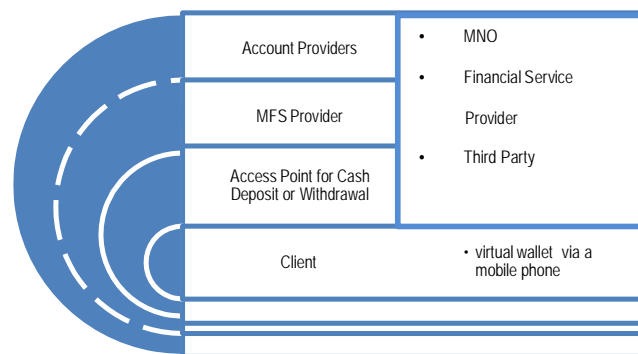 Account Providers
MFS Provider
Access Point for Cash
Deposit or Withdrawal
Client
• MNO
• Financial Service
Provider
• Third Party
• virtual wallet via a
mobile phone